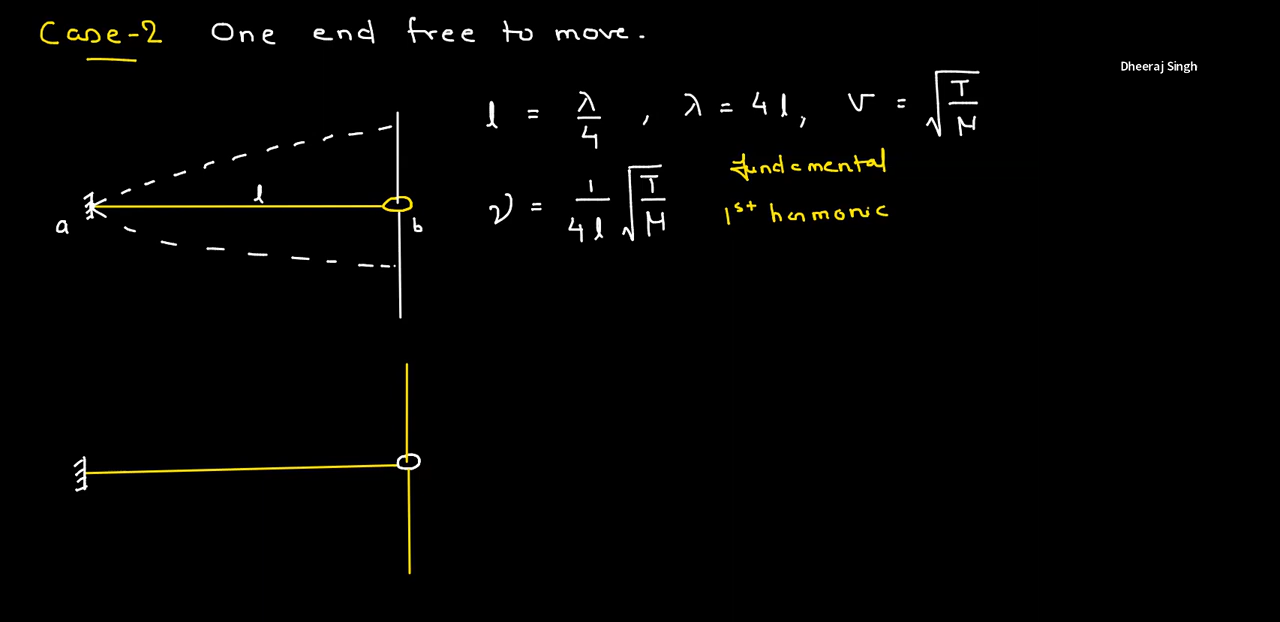 Case-2 One end free to move.
Dheeraj Singh
l = λ/4 , λ = 4l, v = √(T/μ)
fundamental
l
ν = 1/4l √(T/μ)
1st harmonic
a
b